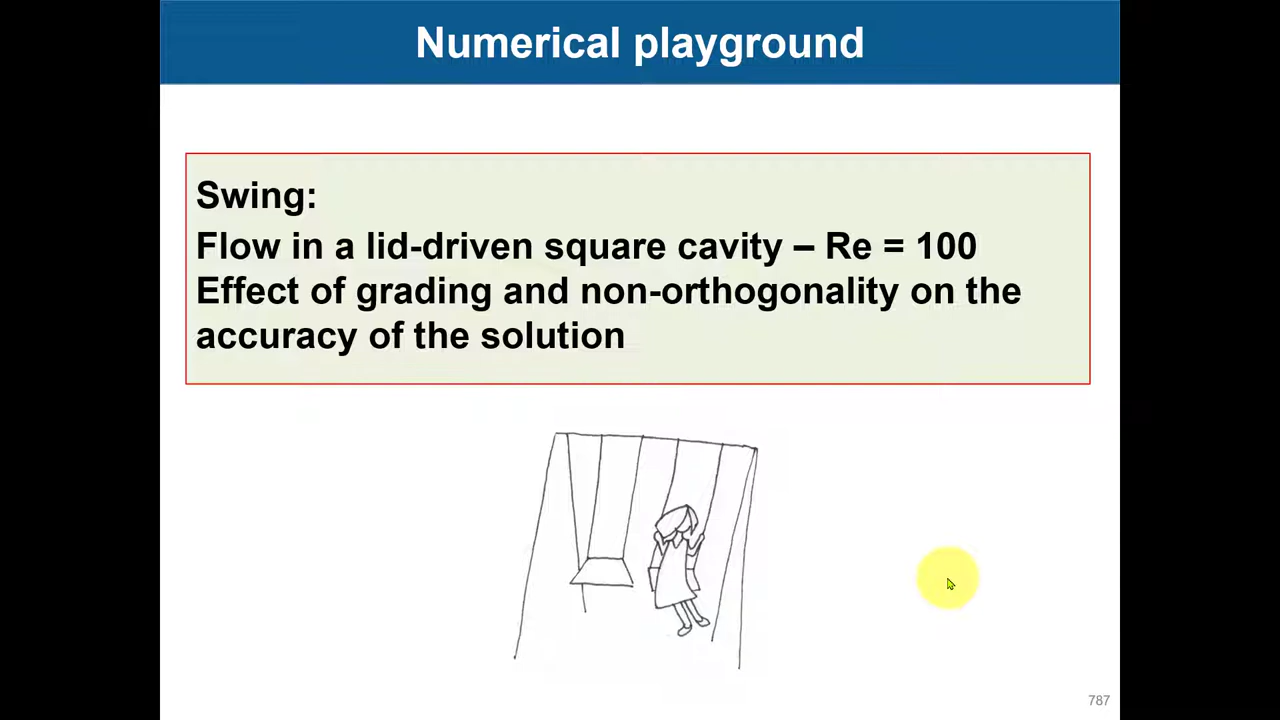 Numerical playground
Swing:
Flow in a lid-driven square cavity – Re = 100
Effect of grading and non-orthogonality on the
accuracy of the solution
787